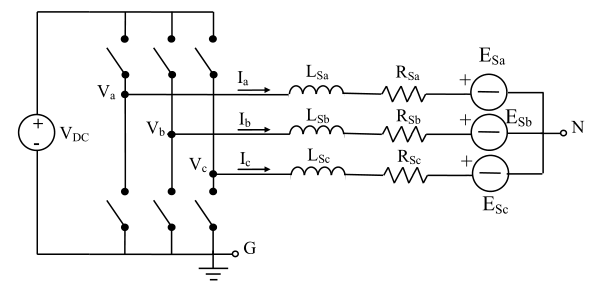 E_Sa
L_Sa
R_Sa
I_a
+
V_a
I_b
L_Sb
R_Sb
+
E_Sb
N
+
-
V_DC
V_b
V_c
I_c
L_Sc
R_Sc
+
E_Sc
G